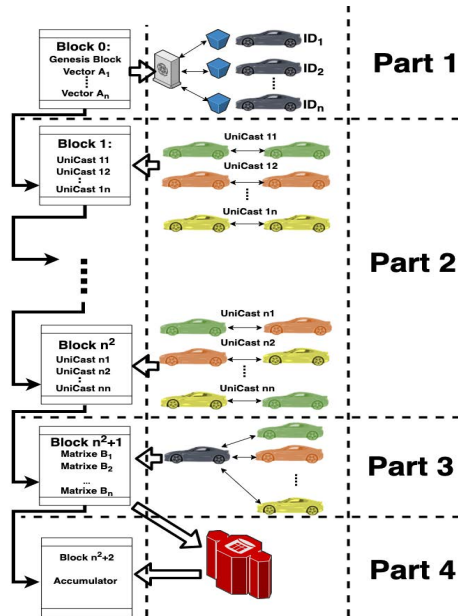 Block 0:
Genesis Block
Vector A₁
Vector Aₙ
ID₁
ID₂
IDₙ
Part 1
Block 1:
UniCast 11
UniCast 12
UniCast 1n
UniCast 11
UniCast 12
UniCast 1n
Part 2
Block n²
UniCast n1
UniCast n2
UniCast nn
UniCast n1
UniCast n2
UniCast nn
Block n²+1
Matrixe B₁
Matrixe B₂
...
Matrixe Bₙ
Part 3
Block n²+2
Accumulator
Part 4